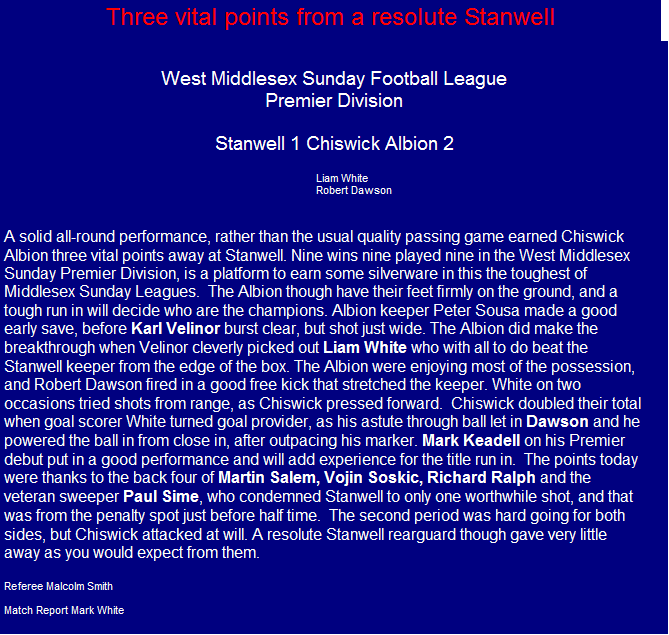 Three vital points from a resolute Stanwell
West Middlesex Sunday Football League
Premier Division
Stanwell 1 Chiswick Albion 2
Liam White
Robert Dawson
A solid all-round performance, rather than the usual quality passing game earned Chiswick
Albion three vital points away at Stanwell. Nine wins nine played nine in the West Middlesex
Sunday Premier Division, is a platform to earn some silverware in this the toughest of
Middlesex Sunday Leagues.  The Albion though have their feet firmly on the ground, and a
tough run in will decide who are the champions. Albion keeper Peter Sousa made a good
early save, before Karl Velinor burst clear, but shot just wide. The Albion did make the
breakthrough when Velinor cleverly picked out Liam White who with all to do beat the
Stanwell keeper from the edge of the box. The Albion were enjoying most of the possession,
and Robert Dawson fired in a good free kick that stretched the keeper. White on two
occasions tried shots from range, as Chiswick pressed forward.  Chiswick doubled their total
when goal scorer White turned goal provider, as his astute through ball let in Dawson and he
powered the ball in from close in, after outpacing his marker. Mark Keadell on his Premier
debut put in a good performance and will add experience for the title run in.  The points today
were thanks to the back four of Martin Salem, Vojin Soskic, Richard Ralph and the
veteran sweeper Paul Sime, who condemned Stanwell to only one worthwhile shot, and that
was from the penalty spot just before half time.  The second period was hard going for both
sides, but Chiswick attacked at will. A resolute Stanwell rearguard though gave very little
away as you would expect from them.
Referee Malcolm Smith
Match Report Mark White